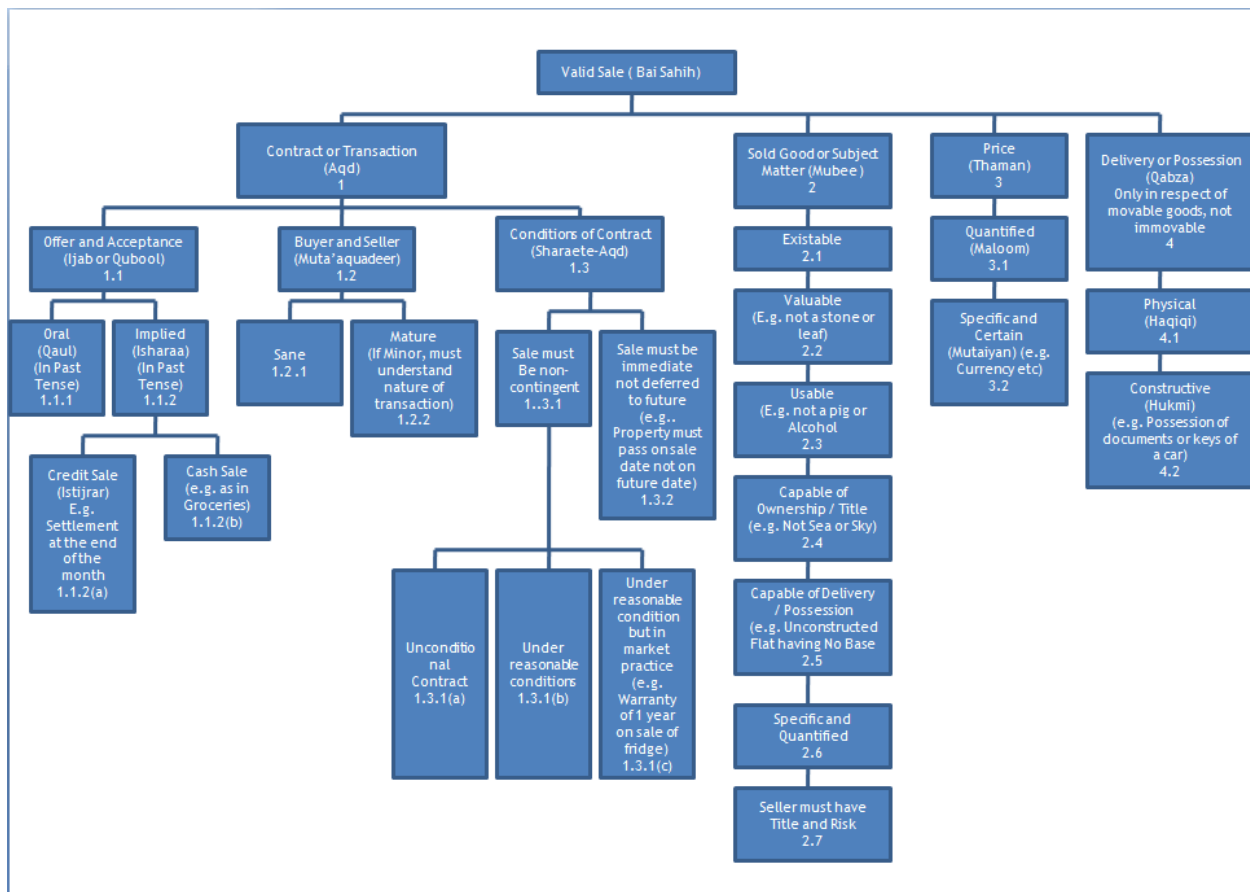 Valid Sale ( Bai Sahih)
Contract or Transaction
(Aqd)
1
Sold Good or Subject
Matter (Mubee )
2
Price
(Thaman)
3
Delivery or Possession
(Qabza)
Only in respect of
movable goods, not
immovable
4
Offer and Acceptance
(Ijab or Qubool)
1.1
Buyer and Seller
(Muta’aquadeer)
1.2
Conditions of Contract
(Sharaete-Aqd)
1.3
Oral
(Qaul)
(In Past
Tense)
1.1.1
Implied
(Isharaa)
(In Past
Tense)
1.1.2
Sane
1.2 .1
Mature
(If Minor, must
understand
nature of
transaction)
1.2.2
Sale must
Be non-
contingent
1..3.1
Sale must be
immediate
not deferred
to future
(e.g..
Property must
pass on sale
date not on
future date)
1.3.2
Credit Sale
(Istijrar)
E.g.
Settlement
at the end
of the
month
1.1.2(a)
Cash Sale
(e.g. as in
Groceries)
1.1.2(b)
Unconditio
nal
Contract
1.3.1(a)
Under
reasonable
conditions
1.3.1(b)
Under
reasonable
condition
but in
market
practice
(e.g.
Warranty
of 1 year
on sale of
fridge)
1.3.1(c)
Existable
2.1
Valuable
(E.g. not a stone or
leaf)
2.2
Usable
(E.g. not a pig or
Alcohol
2.3
Capable of
Ownership / Title
(e.g. Not Sea or Sky)
2.4
Capable of Delivery
/ Possession
(e.g. Unconstructed
Flat having No Base
2.5
Specific and
Quantified
2.6
Seller must have
Title and Risk
2.7
Quantified
(Maloom)
3.1
Specific and
Certain
(Mutaiyan) (e.g.
Currency etc)
3.2
Physical
(Haqiqi)
4.1
Constructive
(Hukmi)
(e.g. Possession of
documents or keys of
a car)
4.2